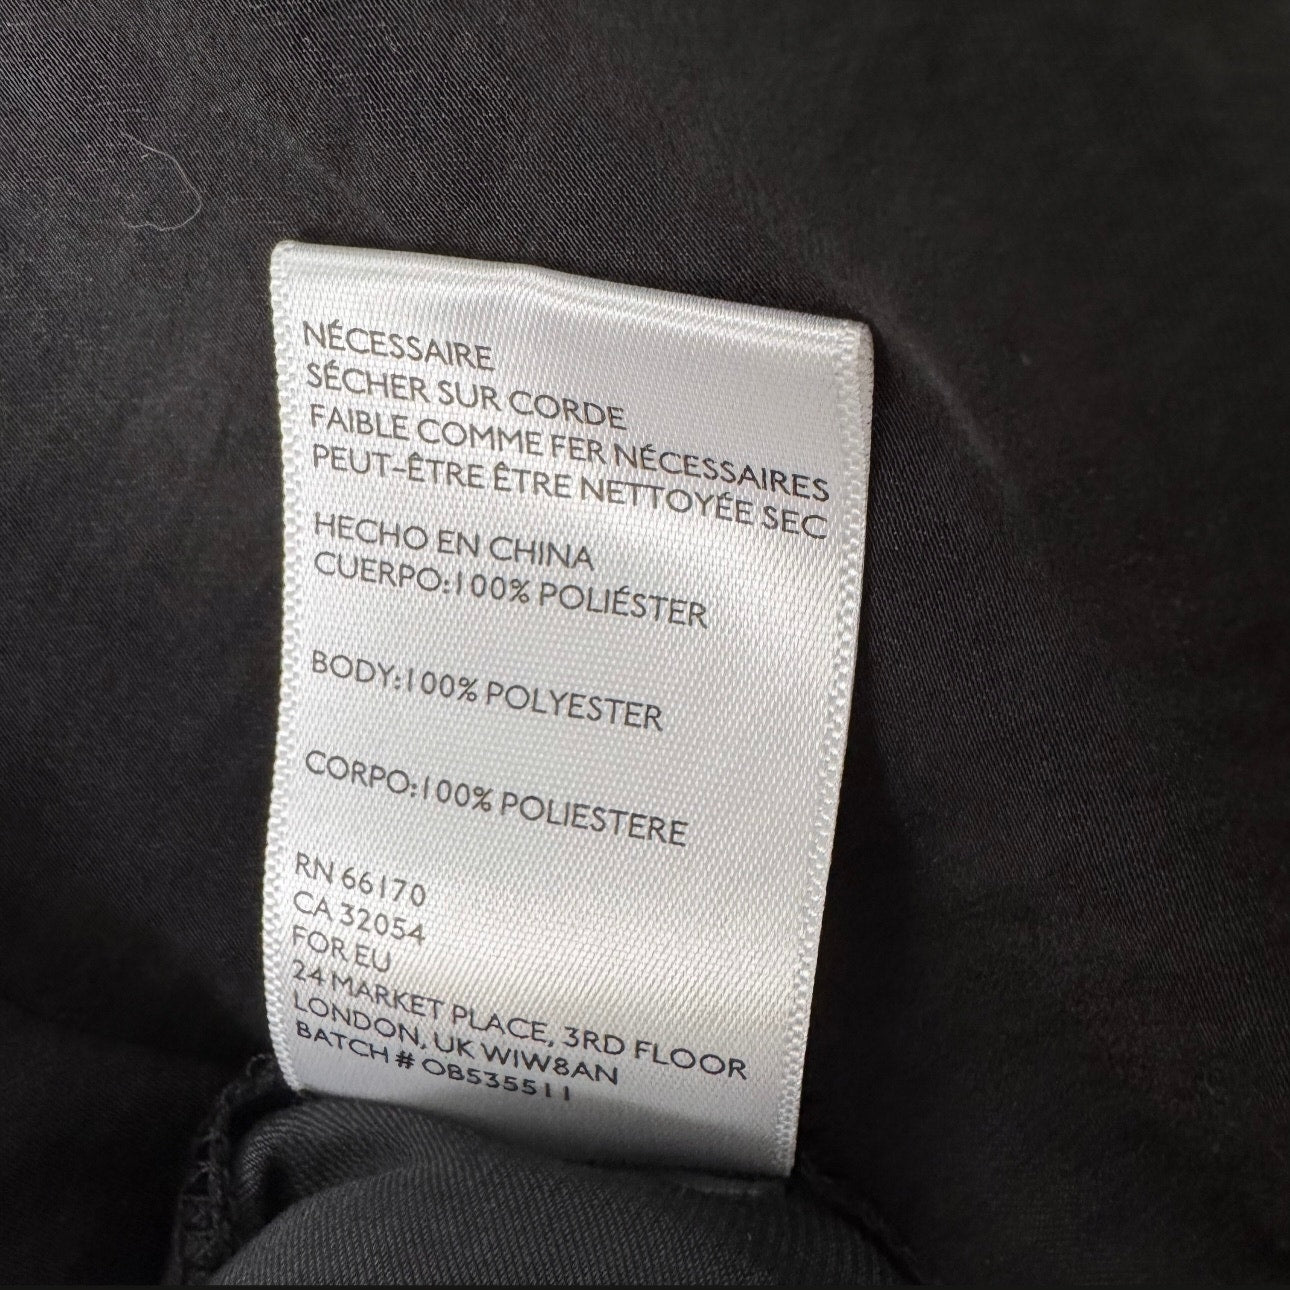 NÉCESSAIRE
SÉCHER SUR CORDE
FAIBLE COMME FER NÉCESSAIRES
PEUT-ÊTRE ÊTRE NETTOYÉE SEC
HECHO EN CHINA
CUERPO:100% POLIÉSTER
BODY:100% POLYESTER
CORPO:100% POLIESTERE
RN 66170
CA 32054
FOR EU
24 MARKET PLACE, 3RD FLOOR
LONDON, UK W1W8AN
BATCH # OB535511